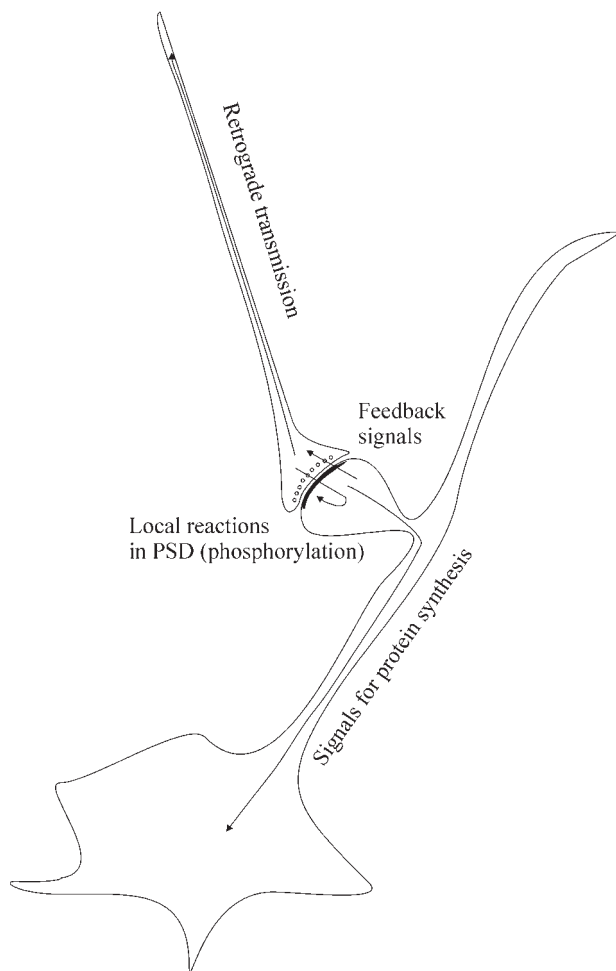 Retrograde transmission
Feedback
signals
Local reactions
in PSD (phosphorylation)
Signals for protein synthesis